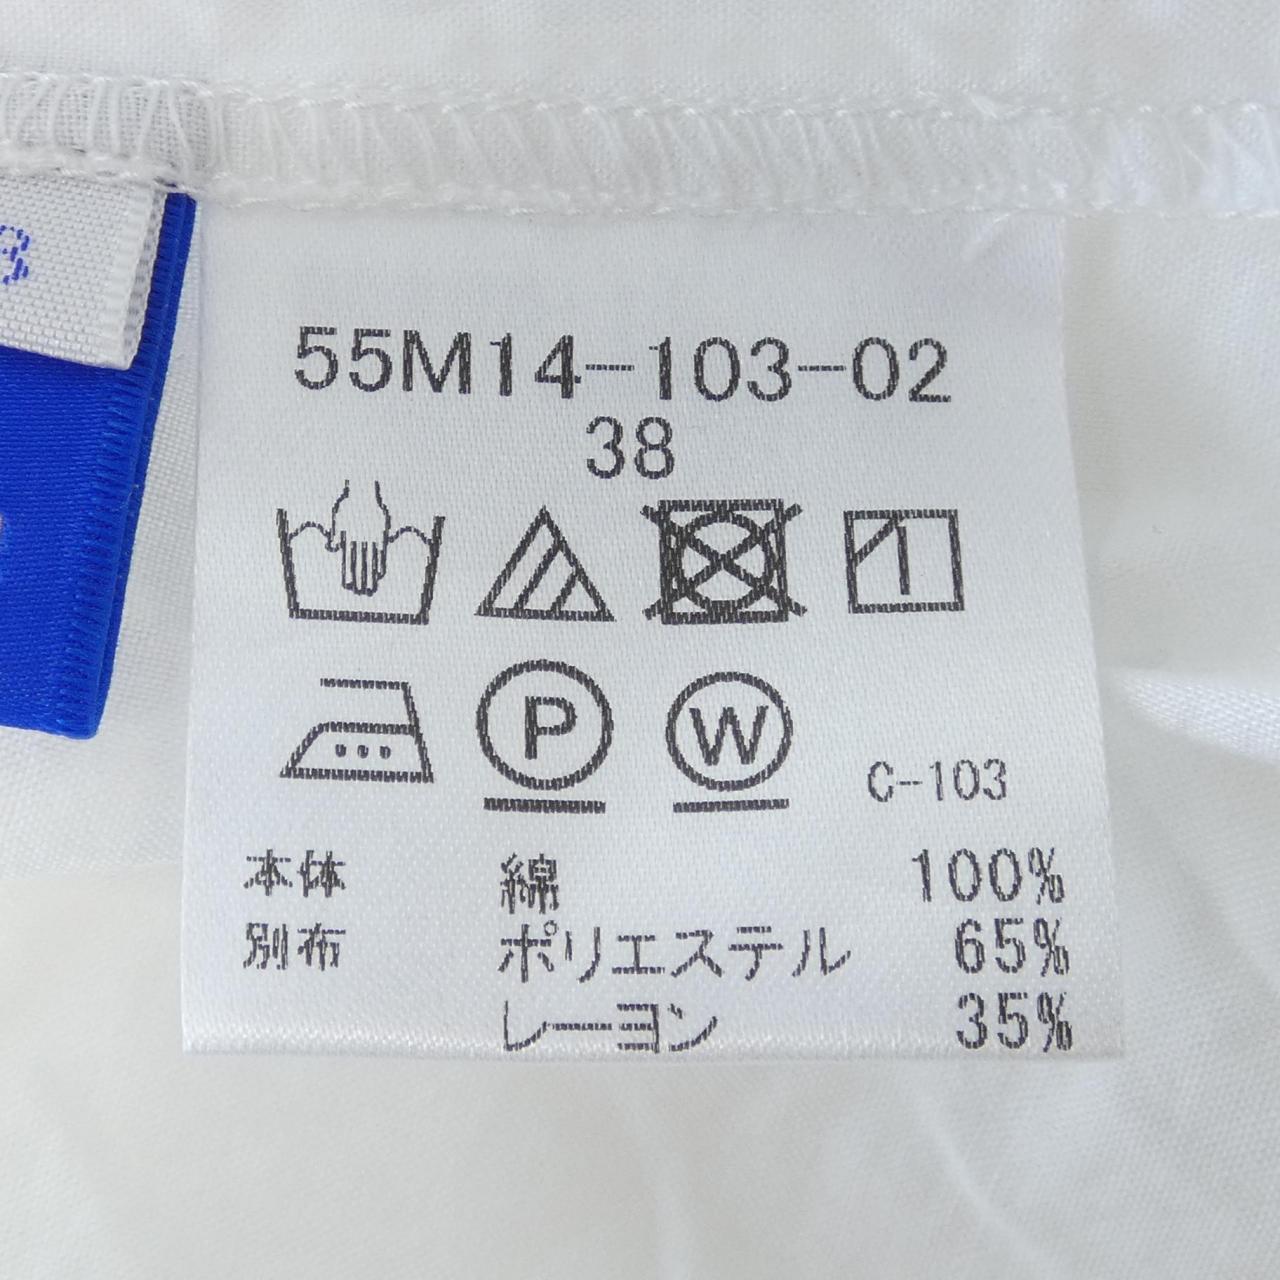 55M14-103-02
38
P W C-103
本体 綿 100%
別布 ポリエステル 65%
レーヨン 35%